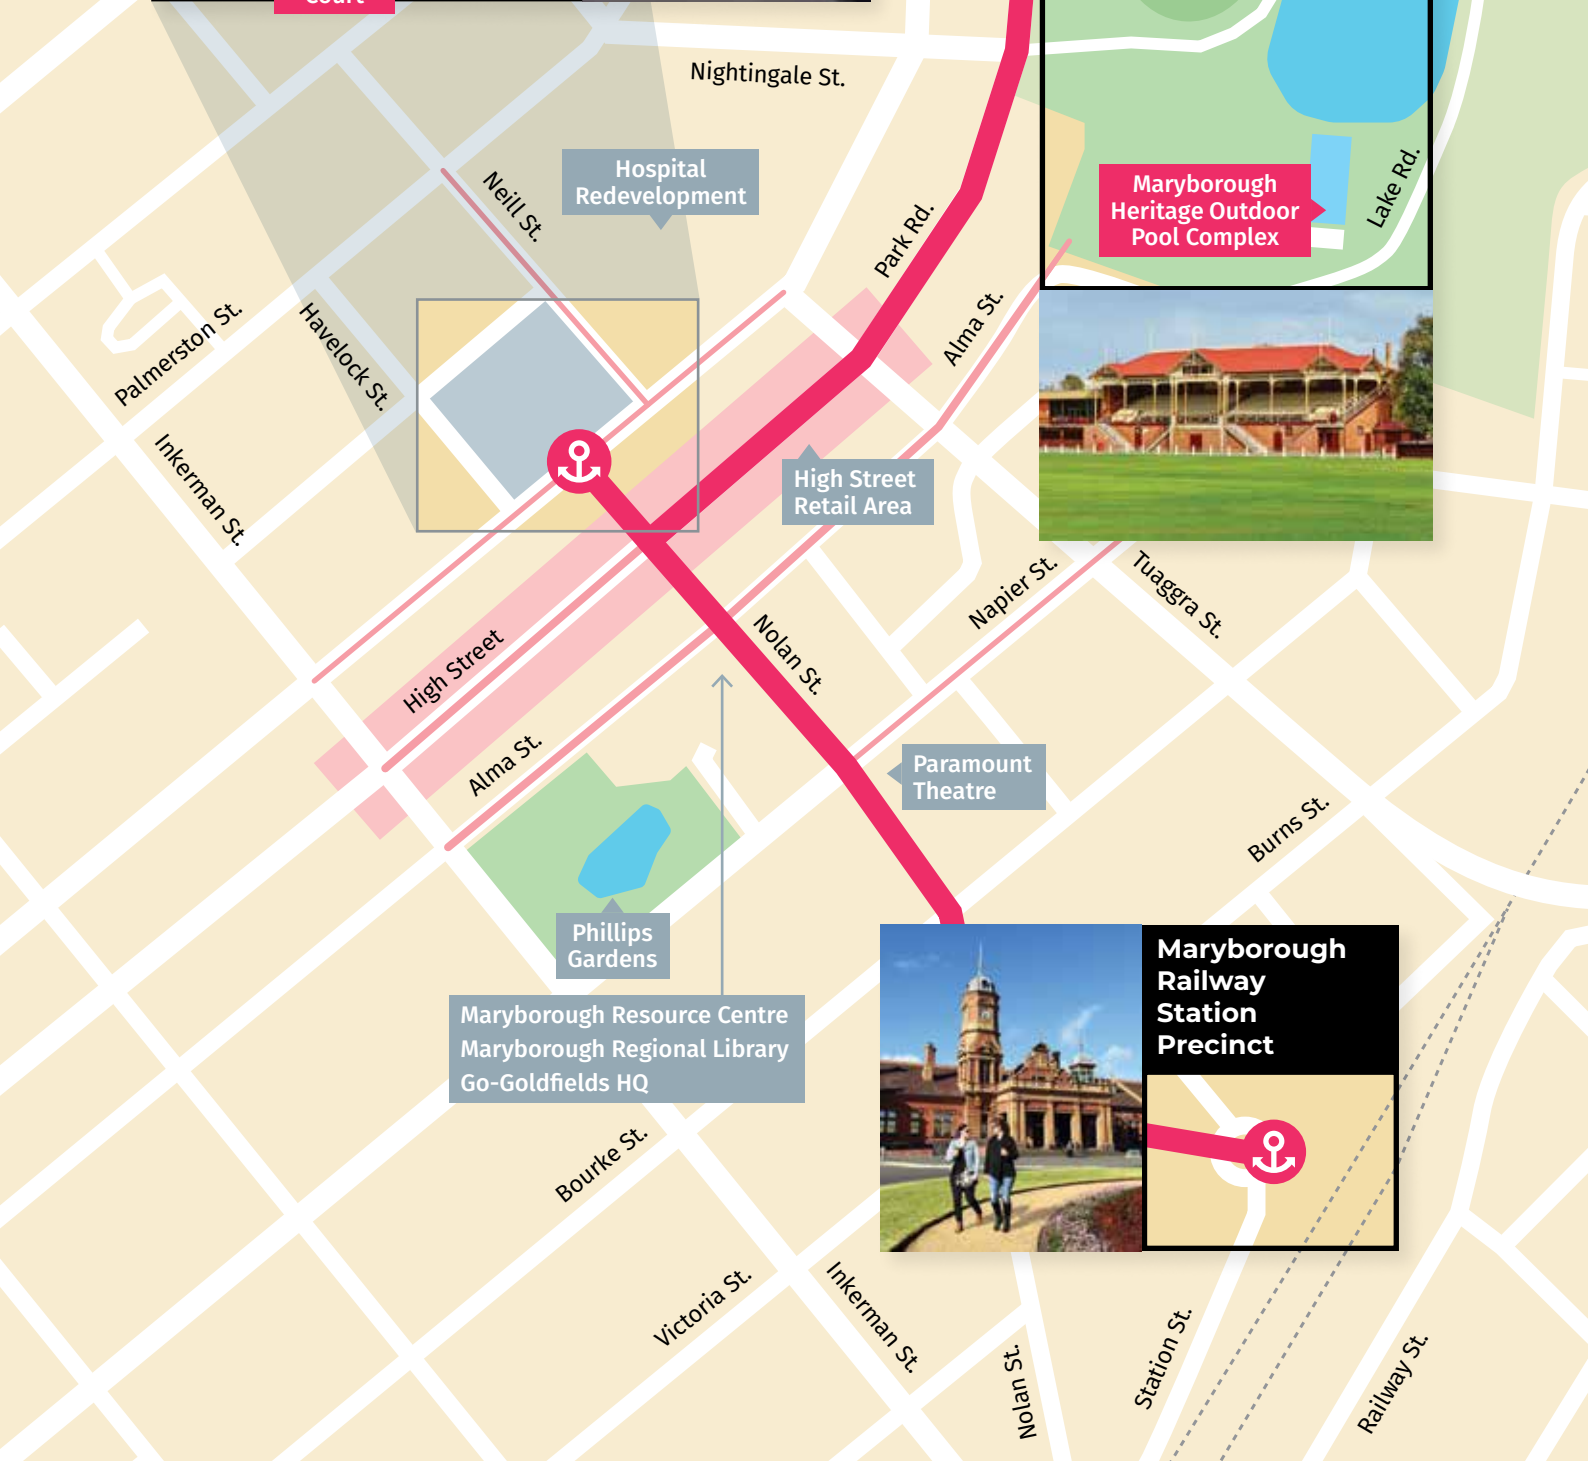 Court
Nightingale St.
Hospital
Redevelopment
Neill St.
Park Rd.
Maryborough
Heritage Outdoor
Pool Complex
Lake Rd.
Palmerston St.
Havelock St.
Alma St.
Inkerman St.
High Street
Retail Area
Napier St.
Tuaggra St.
High Street
Nolan St.
Alma St.
Paramount
Theatre
Burns St.
Phillips
Gardens
Maryborough Resource Centre
Maryborough Regional Library
Go-Goldfields HQ
Maryborough
Railway
Station
Precinct
Bourke St.
Victoria St.
Inkerman St.
Nolan St.
Station St.
Railway St.